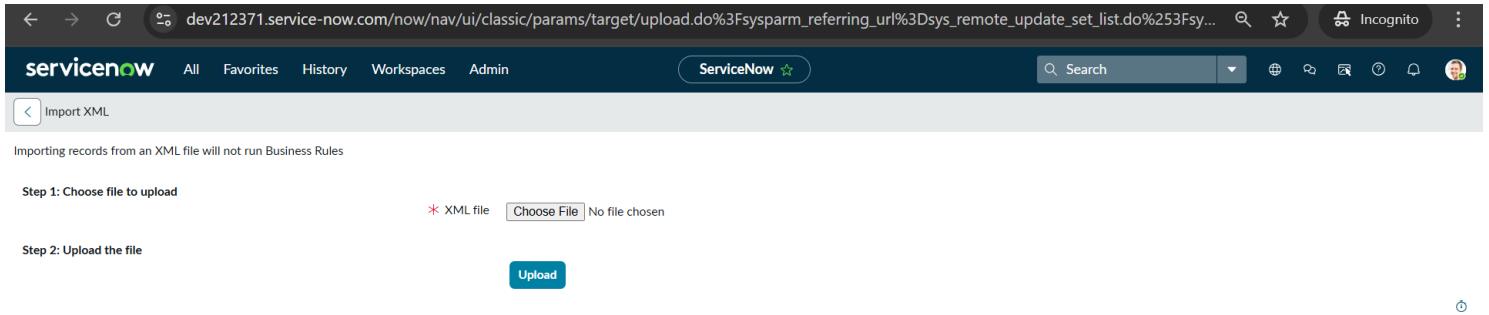 dev212371.service-now.com/now/nav/ui/classic/params/target/upload.do%3Fsysparm_referring_url%3Dsys_remote_update_set_list.do%253Fsy... Incognito
servicenow All Favorites History Workspaces Admin ServiceNow Search
Import XML
Importing records from an XML file will not run Business Rules
Step 1: Choose file to upload
XML file Choose File No file chosen
Step 2: Upload the file
Upload